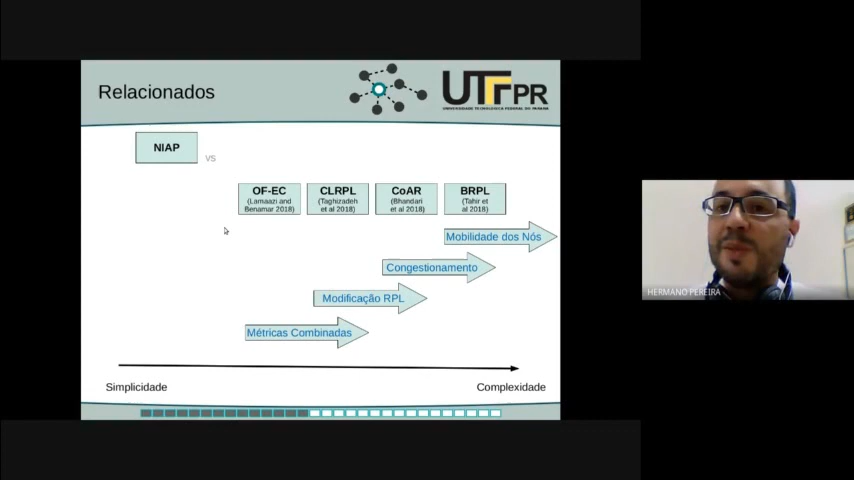 Relacionados
UTFPR
UNIVERSIDADE TECNOLÓGICA FEDERAL DO PARANÁ
NIAP
vs
OF-EC
(Lamaazi and
Benamar 2018)
CLRPL
(Taghizadeh
et al 2018)
CoAR
(Bhandari
et al 2018)
BRPL
(Tahir et
al 2018)
Mobilidade dos Nós
Congestionamento
Modificação RPL
Métricas Combinadas
Simplicidade
Complexidade
HERMANO PEREIRA